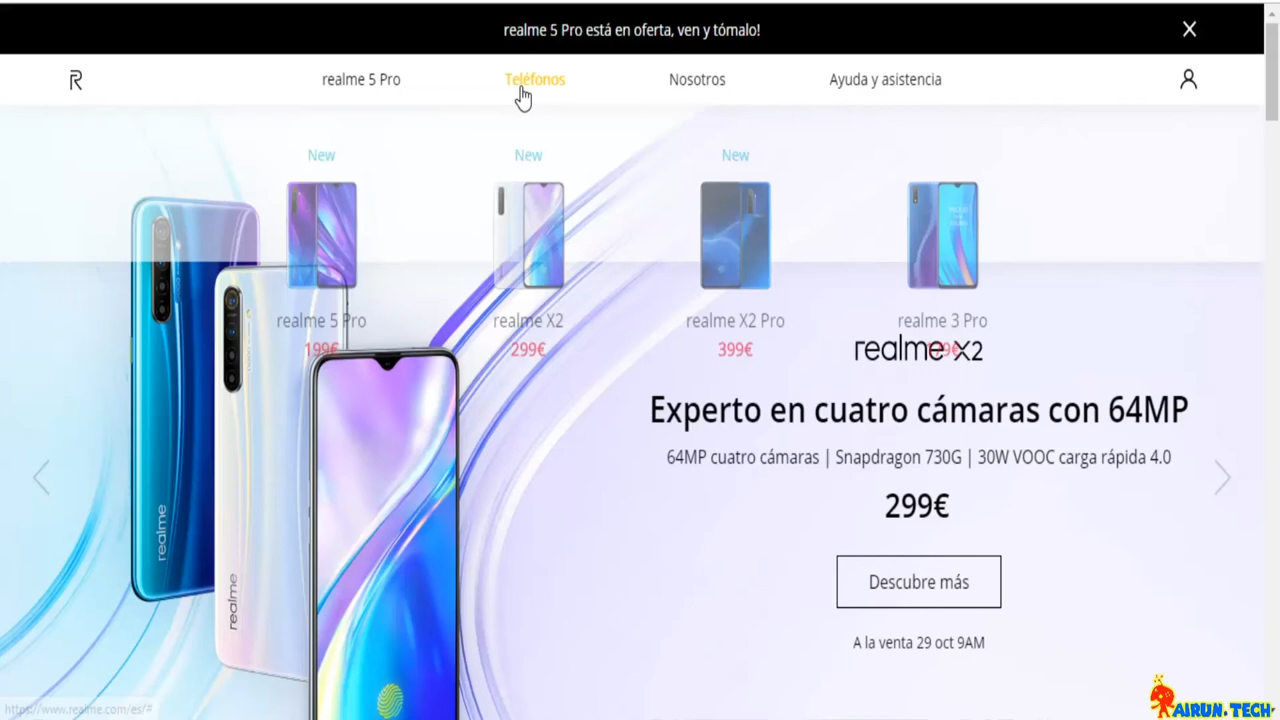 realme 5 Pro está en oferta, ven y tómalo!
realme 5 Pro
Teléfonos
Nosotros
Ayuda y asistencia
New
New
New
realme 5 Pro
realme X2
realme X2 Pro
realme 3 Pro
199€
299€
399€
realme X2
Experto en cuatro cámaras con 64MP
64MP cuatro cámaras | Snapdragon 730G | 30W VOOC carga rápida 4.0
299€
Descubre más
A la venta 29 oct 9AM
realme
realme
https://www.realme.com/es/#
AIRUN.TECH